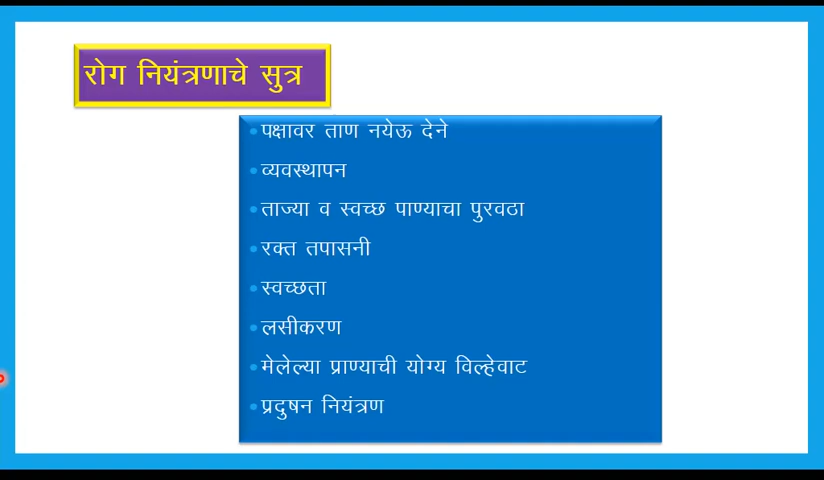 रोग नियंत्रणाचे सुत्र
पक्षावर ताण नयेऊ देने
व्यवस्थापन
ताज्या व स्वच्छ पाण्याचा पुरवठा
रक्त तपासनी
स्वच्छता
लसीकरण
मेलेल्या प्राण्याची योग्य विल्हेवाट
प्रदुषन नियंत्रण